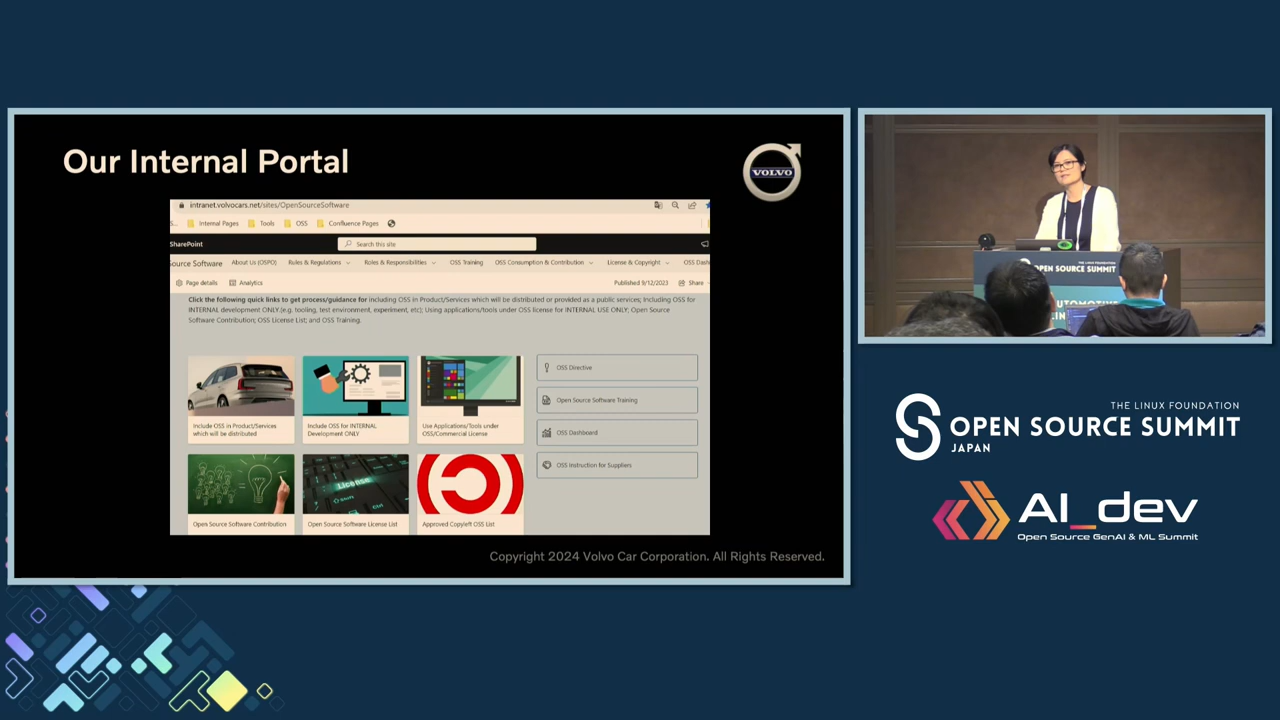 Our Internal Portal
VOLVO
intranet.volvocars.net/sites/OpenSourceSoftware
Internal Pages Tools OSS Confluence Pages
SharePoint
Search this site
Source Software About Us (OSPO) Rules & Regulations Roles & Responsibilities OSS Training OSS Consumption & Contribution License & Copyright OSS Dash
Page details Analytics Published 9/12/2023 Share
Click the following quick links to get process/guidance for including OSS in Product/Services which will be distributed or provided as a public services; Including OSS for
INTERNAL development ONLY.(e.g. tooling, test environment, experiment, etc); Using applications/tools under OSS license for INTERNAL USE ONLY; Open Source
Software Contribution; OSS License List; and OSS Training.
Include OSS in Product/Services
which will be distributed
Include OSS for INTERNAL
Development ONLY
Use Applications/Tools under
OSS/Commercial License
OSS Directive
Open Source Software Training
OSS Dashboard
OSS Instruction for Suppliers
License
Open Source Software Contribution
Open Source Software License List
Approved Copyleft OSS List
Copyright 2024 Volvo Car Corporation. All Rights Reserved.
THE LINUX FOUNDATION
OPEN SOURCE SUMMIT
THE LINUX FOUNDATION
OPEN SOURCE SUMMIT
JAPAN
AI_dev
Open Source GenAI & ML Summit